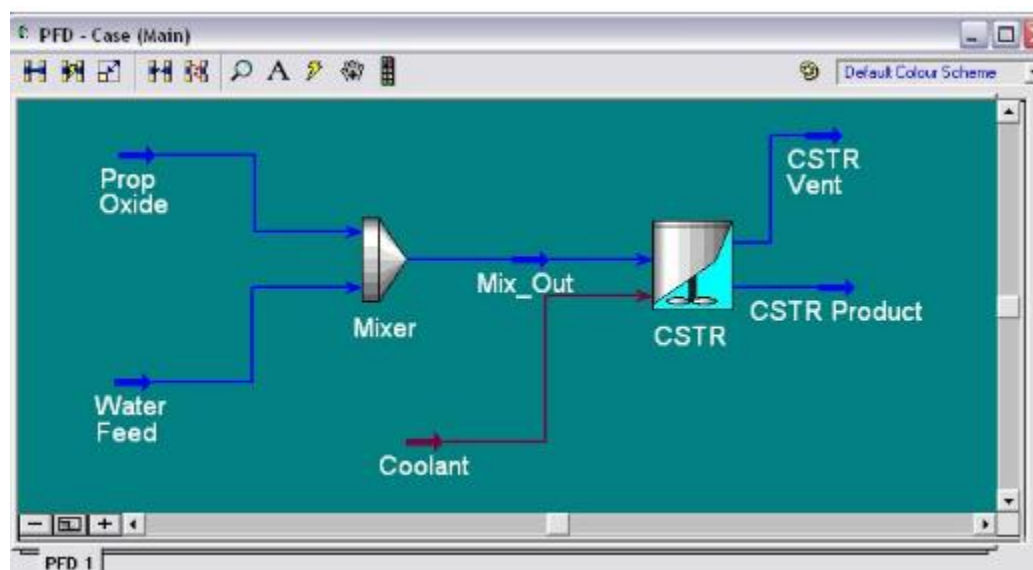 PFD - Case (Main)
A
Default Colour Scheme
Prop
Oxide
CSTR
Vent
Mix_Out
CSTR Product
Mixer
CSTR
Water
Feed
Coolant
PFD 1